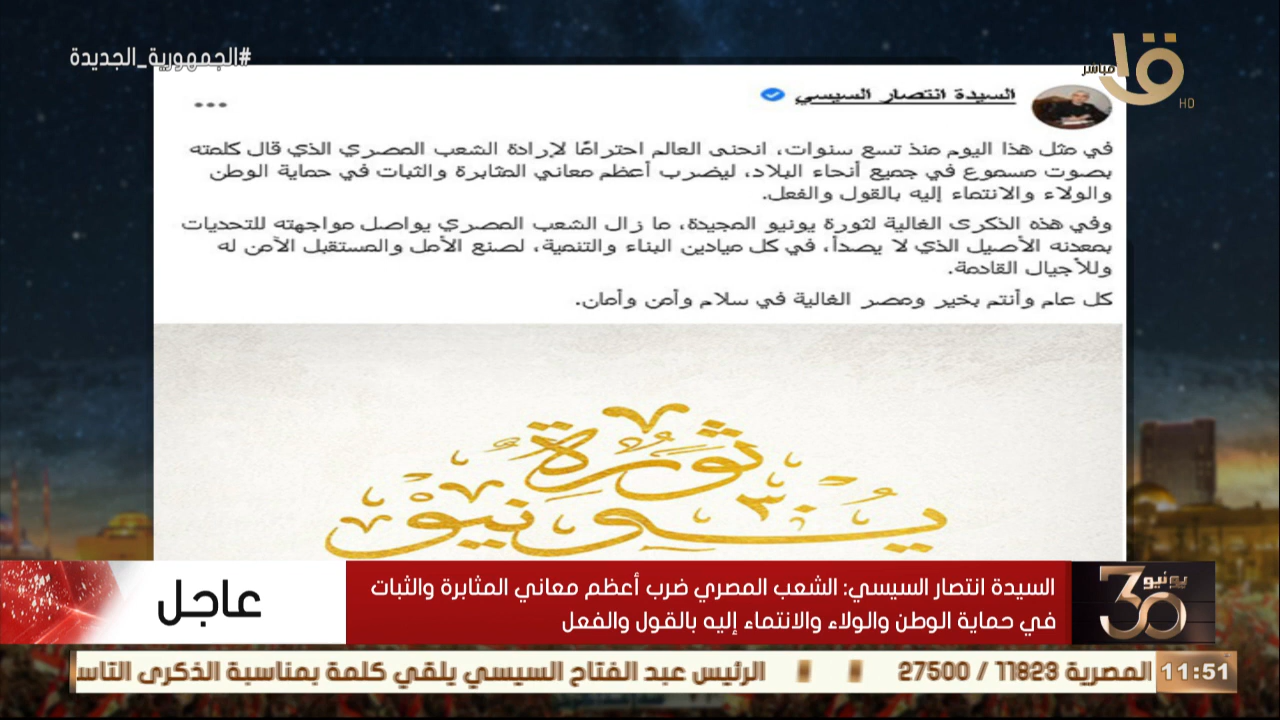 #الجمهورية_الجديدة
مباشر
HD
السيدة انتصار السيسي
في مثل هذا اليوم منذ تسع سنوات، انحنى العالم احترامًا لإرادة الشعب المصري الذي قال كلمته
بصوت مسموع في جميع أنحاء البلاد، ليضرب أعظم معاني المثابرة والثبات في حماية الوطن
والولاء والانتماء إليه بالقول والفعل.
وفي هذه الذكرى الغالية لثورة يونيو المجيدة، ما زال الشعب المصري يواصل مواجهته للتحديات
بمعدنه الأصيل الذي لا يصدأ، في كل ميادين البناء والتنمية، لصنع الأمل والمستقبل الآمن له
وللأجيال القادمة.
كل عام وأنتم بخير ومصر الغالية في سلام وأمن وأمان.
ثورة
٣٠ يونيو
السيدة انتصار السيسي: الشعب المصري ضرب أعظم معاني المثابرة والثبات
في حماية الوطن والولاء والانتماء إليه بالقول والفعل
عاجل
30 يونيو
11:51
المصرية 11823 / 27500 الرئيس عبد الفتاح السيسي يلقي كلمة بمناسبة الذكرى التاس